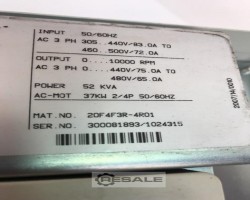 INPUT 50/60HZ
AC 3 PH 305...440V/83.0A TO
460...500V/72.0A
OUTPUT 0....10000 RPM
AC 3 PH 0....440V/75.0A TO
480V/65.0A
POWER 52 KVA
AC-MOT 37KW 2/4P 50/60HZ
MAT.NO. 20F4F3R-4R01
SER.NO. 300081893/1024315
RESALE